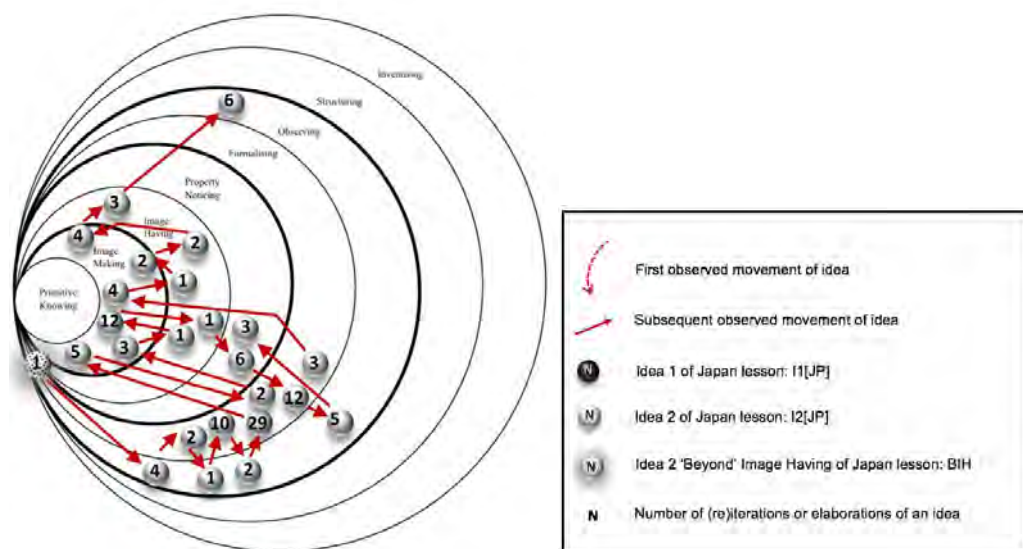 Inventising
Structuring
Observing
Formalising
Property
Noticing
Image
Having
Image
Making
Primitive
Knowing
6
3
4
2
2
1
4
12
1
1
3
5
3
6
3
2
12
5
29
10
2
4
1
2
1
First observed movement of idea
Subsequent observed movement of idea
N Idea 1 of Japan lesson: I1[JP]
N Idea 2 of Japan lesson: I2[JP]
N Idea 2 'Beyond' Image Having of Japan lesson: BIH
N Number of (re)iterations or elaborations of an idea